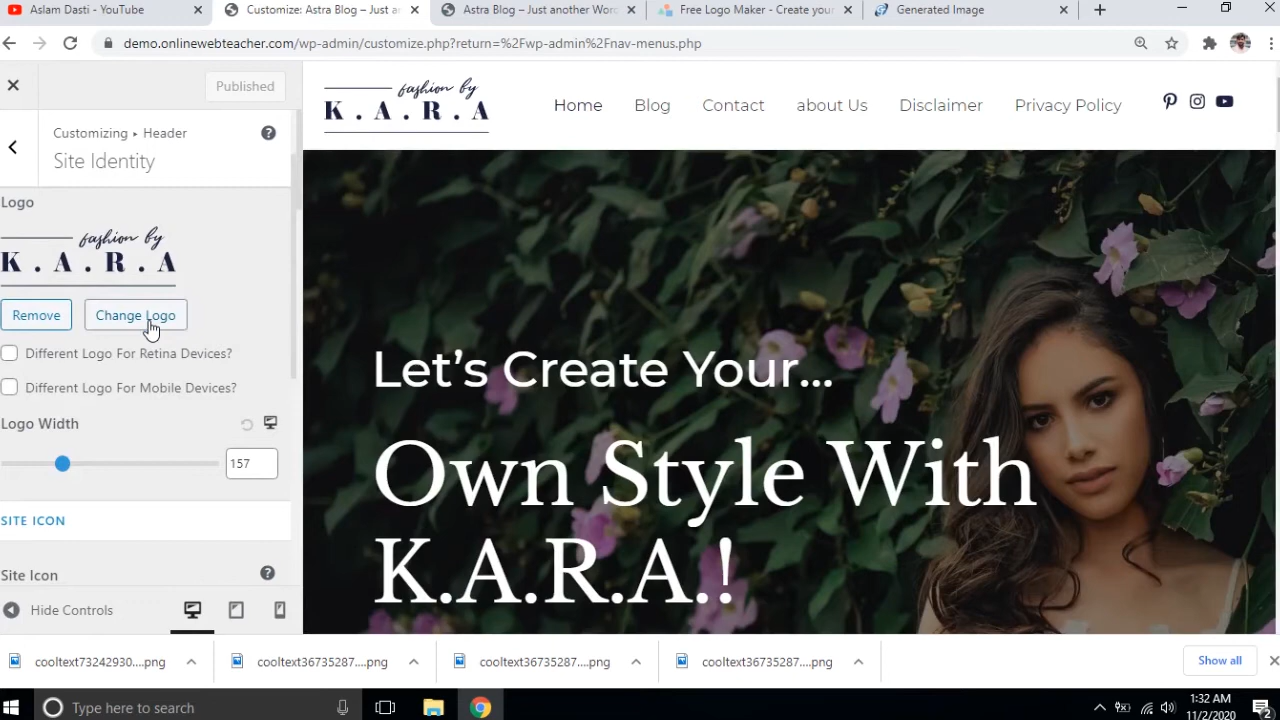 Aslam Dasti - YouTube
Customize: Astra Blog – Just a
Astra Blog – Just another Wor
Free Logo Maker - Create your
Generated Image
demo.onlinewebteacher.com/wp-admin/customize.php?return=%2Fwp-admin%2Fnav-menus.php
Published
Customizing ▸ Header
Site Identity
Logo
fashion by
K . A . R . A
Remove
Change Logo
Different Logo For Retina Devices?
Different Logo For Mobile Devices?
Logo Width
157
SITE ICON
Site Icon
Hide Controls
fashion by
K . A . R . A
Home
Blog
Contact
about Us
Disclaimer
Privacy Policy
Let's Create Your...
Own Style With
K.A.R.A.!
cooltext73242930....png
cooltext36735287....png
cooltext36735287....png
cooltext36735287....png
Show all
Type here to search
1:32 AM
11/2/2020
2